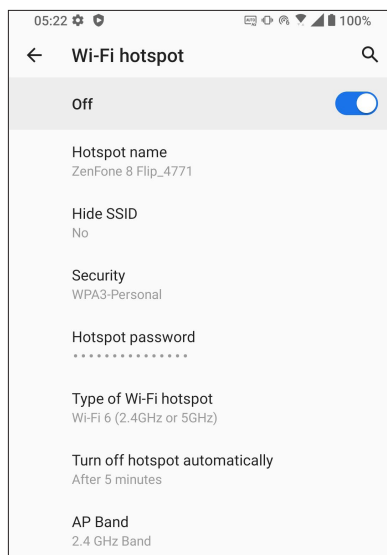 05:22 100%
Wi-Fi hotspot
Off
Hotspot name
ZenFone 8 Flip_4771
Hide SSID
No
Security
WPA3-Personal
Hotspot password
•••••••••••••••
Type of Wi-Fi hotspot
Wi-Fi 6 (2.4GHz or 5GHz)
Turn off hotspot automatically
After 5 minutes
AP Band
2.4 GHz Band